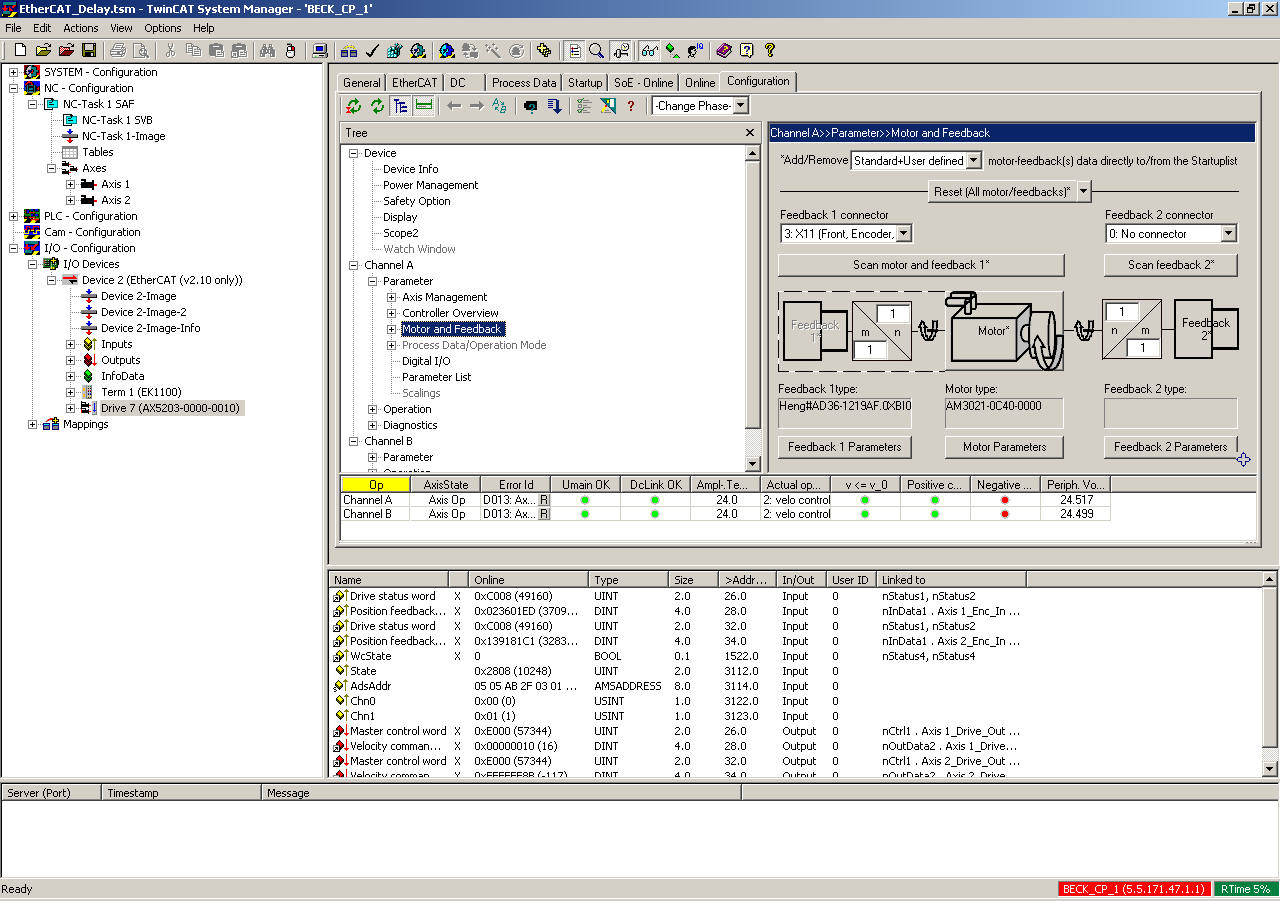 EtherCAT_Delay.tsm - TwinCAT System Manager - 'BECK_CP_1'
File Edit Actions View Options Help
SYSTEM - Configuration
NC - Configuration
NC-Task 1 SAF
NC-Task 1 SVB
NC-Task 1-Image
Tables
Axes
Axis 1
Axis 2
PLC - Configuration
Cam - Configuration
I/O - Configuration
I/O Devices
Device 2 (EtherCAT (v2.10 only))
Device 2-Image
Device 2-Image-2
Device 2-Image-Info
Inputs
Outputs
InfoData
Term 1 (EK1100)
Drive 7 (AX5203-0000-0010)
Mappings
General EtherCAT DC Process Data Startup SoE - Online Online Configuration
-Change Phase-
Tree
Device
Device Info
Power Management
Safety Option
Display
Scope2
Watch Window
Channel A
Parameter
Axis Management
Controller Overview
Motor and Feedback
Process Data/Operation Mode
Digital I/O
Parameter List
Scalings
Operation
Diagnostics
Channel B
Parameter
Operation
Channel A>>Parameter>>Motor and Feedback
*Add/Remove Standard+User defined motor-feedback(s) data directly to/from the Startuplist
Reset (All motor/feedbacks)*
Feedback 1 connector Feedback 2 connector
3: X11 (Front, Encoder, 0: No connector
Scan motor and feedback 1* Scan feedback 2*
Feedback 1* m 1 n 1 Motor* 1 n m 1 Feedback 2*
Feedback 1type: Motor type: Feedback 2 type:
Heng#AD36-1219AF.0XBI0 AM3021-0C40-0000
Feedback 1 Parameters Motor Parameters Feedback 2 Parameters
Op AxisState Error Id Umain OK DcLink OK Ampl-.Te... Actual op... v <= v_0 Positive c... Negative ... Periph. Vo...
Channel A Axis Op D013: Ax... R 24.0 2: velo control 24.517
Channel B Axis Op D013: Ax... R 24.0 2: velo control 24.499
Name Online Type Size >Addr... In/Out User ID Linked to
Drive status word X 0xC008 (49160) UINT 2.0 26.0 Input 0 nStatus1, nStatus2
Position feedback... X 0x023601ED (3709... DINT 4.0 28.0 Input 0 nInData1 . Axis 1_Enc_In ...
Drive status word X 0xC008 (49160) UINT 2.0 32.0 Input 0 nStatus1, nStatus2
Position feedback... X 0x139181C1 (3283... DINT 4.0 34.0 Input 0 nInData1 . Axis 2_Enc_In ...
WcState X 0 BOOL 0.1 1522.0 Input 0 nStatus4, nStatus4
State 0x2808 (10248) UINT 2.0 3112.0 Input 0
AdsAddr 05 05 AB 2F 03 01 ... AMSADDRESS 8.0 3114.0 Input 0
Chn0 0x00 (0) USINT 1.0 3122.0 Input 0
Chn1 0x01 (1) USINT 1.0 3123.0 Input 0
Master control word X 0xE000 (57344) UINT 2.0 26.0 Output 0 nCtrl1 . Axis 1_Drive_Out ...
Velocity comman... X 0x00000010 (16) DINT 4.0 28.0 Output 0 nOutData2 . Axis 1_Drive...
Master control word X 0xE000 (57344) UINT 2.0 32.0 Output 0 nCtrl1 . Axis 2_Drive_Out ...
Velocity comman... X 0xFFFFFF8B (-117) DINT 4.0 34.0 Output 0 nOutData2 . Axis 2_Drive...
Server (Port) Timestamp Message
Ready BECK_CP_1 (5.5.171.47.1.1) RTime 5%